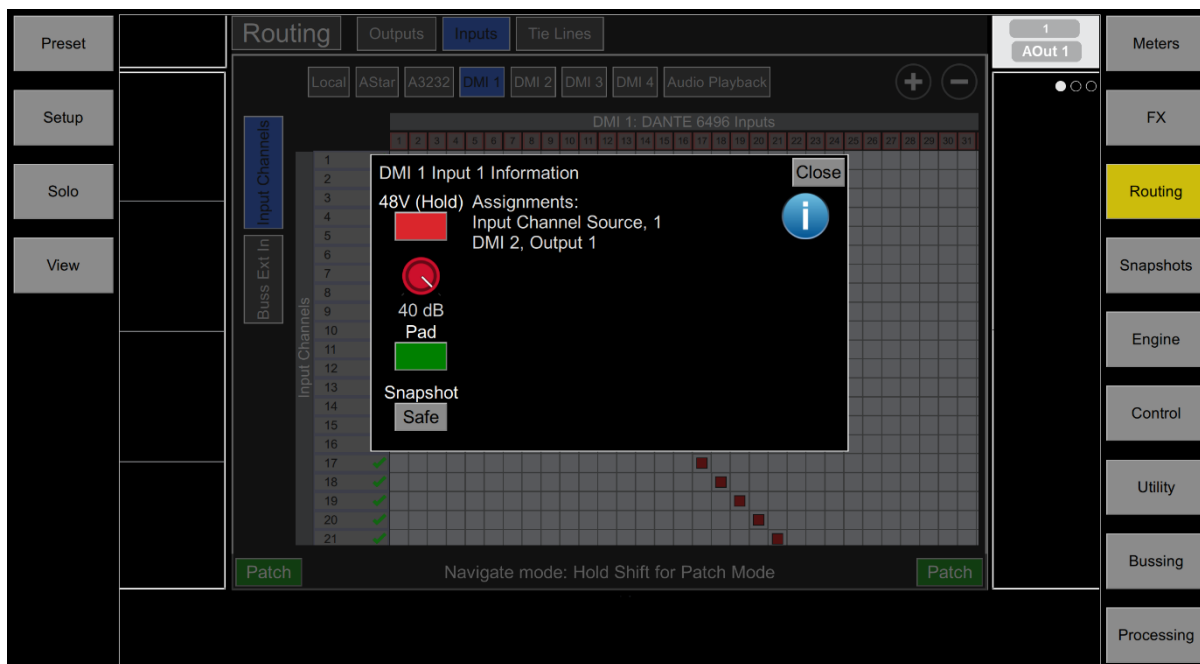 Preset
Setup
Solo
View
Routing
Outputs
Inputs
Tie Lines
Local
AStar
A3232
DMI 1
DMI 2
DMI 3
DMI 4
Audio Playback
+
−
DMI 1: DANTE 6496 Inputs
1 2 3 4 5 6 7 8 9 10 11 12 13 14 15 16 17 18 19 20 21 22 23 24 25 26 27 28 29 30 31
Input Channels
Buss Ext In
Input Channels
1
2
3
4
5
6
7
8
9
10
11
12
13
14
15
16
17
18
19
20
21
DMI 1 Input 1 Information
Close
48V (Hold)
Assignments:
Input Channel Source, 1
DMI 2, Output 1
i
40 dB
Pad
Snapshot
Safe
Patch
Navigate mode: Hold Shift for Patch Mode
Patch
1
AOut 1
Meters
FX
Routing
Snapshots
Engine
Control
Utility
Bussing
Processing